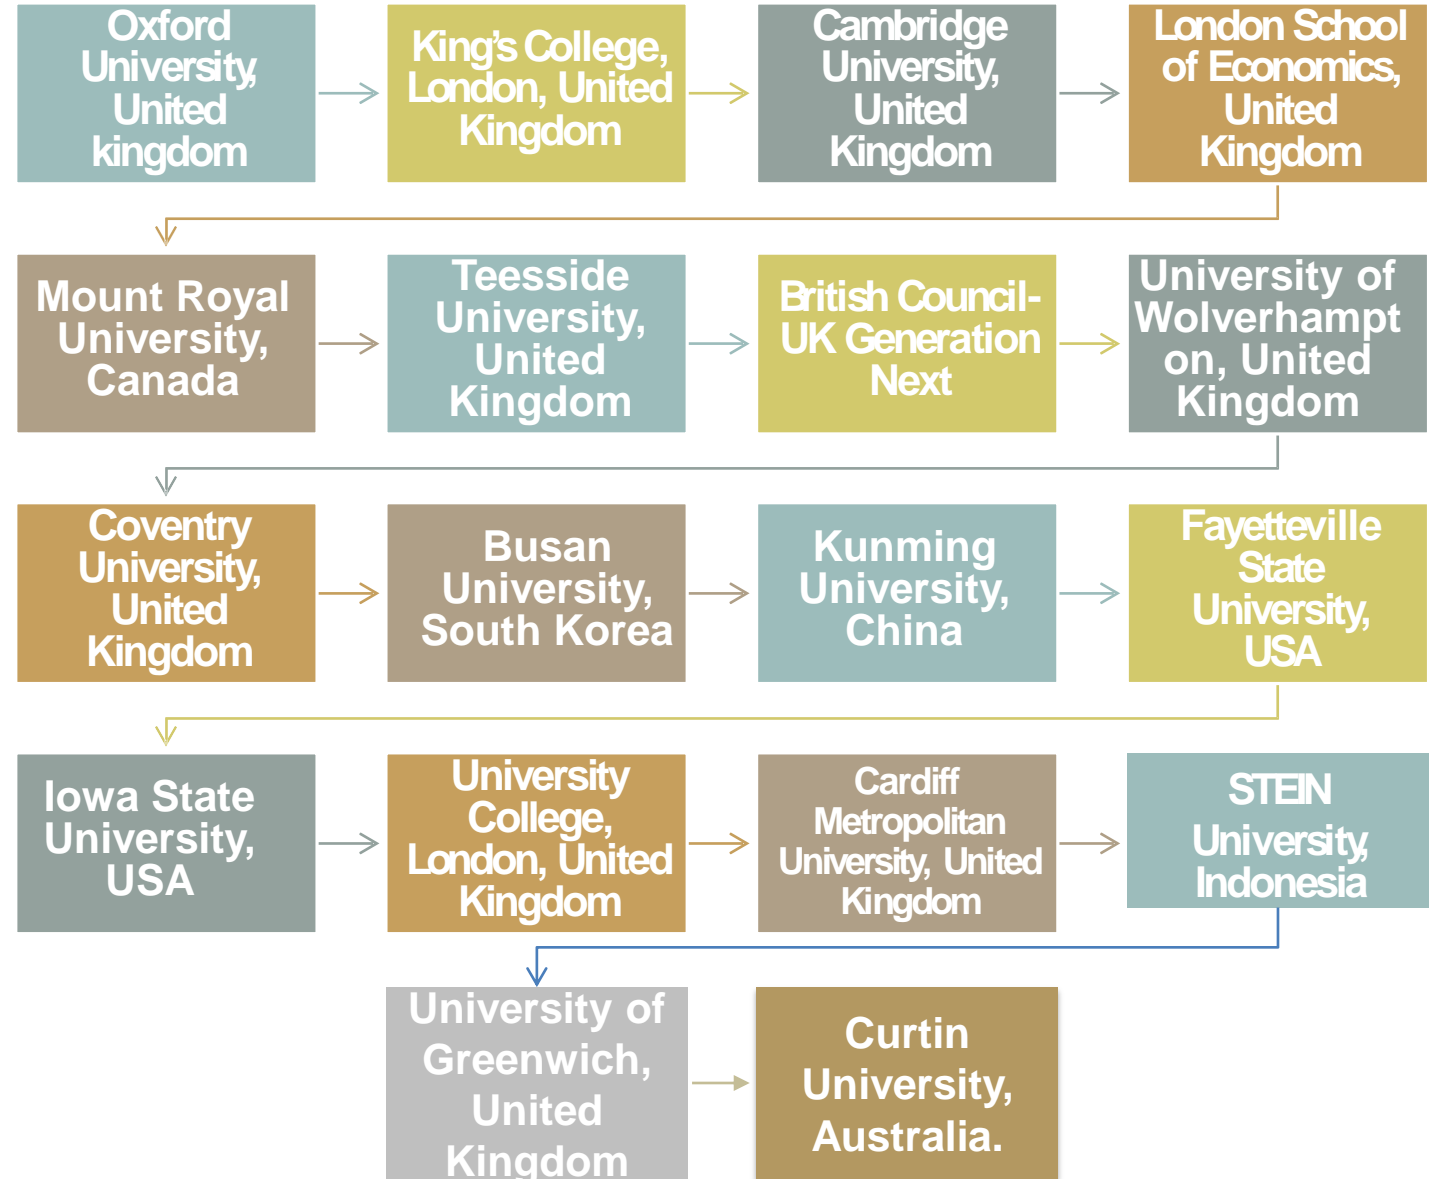 Oxford
University,
United
kingdom
King's College,
London, United
Kingdom
Cambridge
University,
United
Kingdom
London School
of Economics,
United
Kingdom
Mount Royal
University,
Canada
Teesside
University,
United
Kingdom
British Council-
UK Generation
Next
University of
Wolverhampt
on, United
Kingdom
Coventry
University,
United
Kingdom
Busan
University,
South Korea
Kunming
University,
China
Fayetteville
State
University,
USA
Iowa State
University,
USA
University
College,
London, United
Kingdom
Cardiff
Metropolitan
University, United
Kingdom
STEIN
University,
Indonesia
University of
Greenwich,
United
Kingdom
Curtin
University,
Australia.